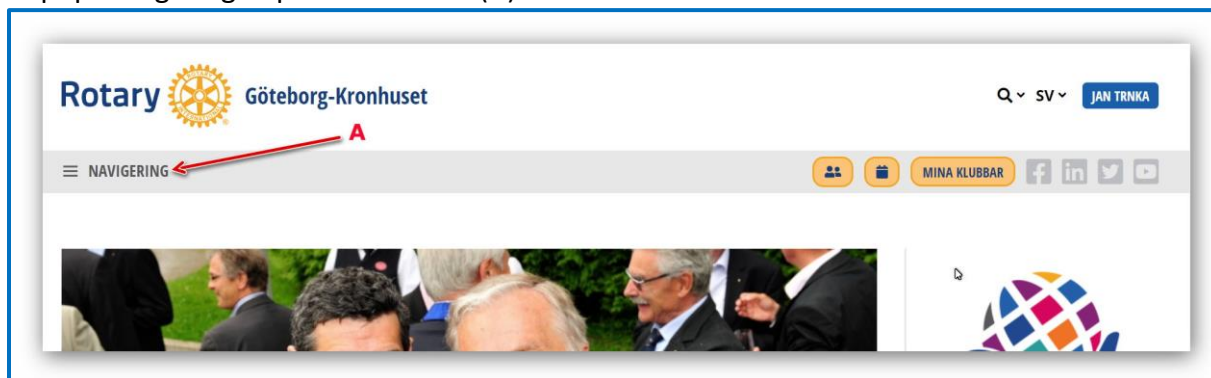 Rotary Göteborg-Kronhuset
SV JAN TRNKA
A
NAVIGERING
MINA KLUBBAR